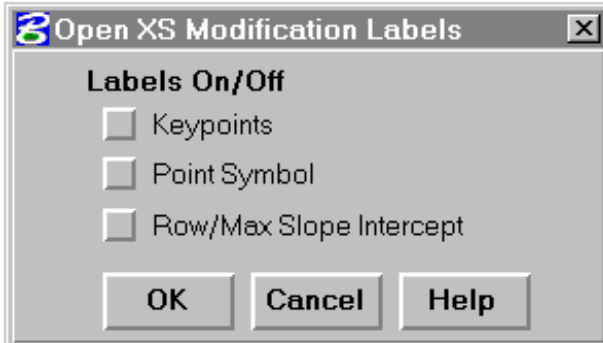 Open XS Modification Labels
Labels On/Off
Keypoints
Point Symbol
Row/Max Slope Intercept
OK Cancel Help